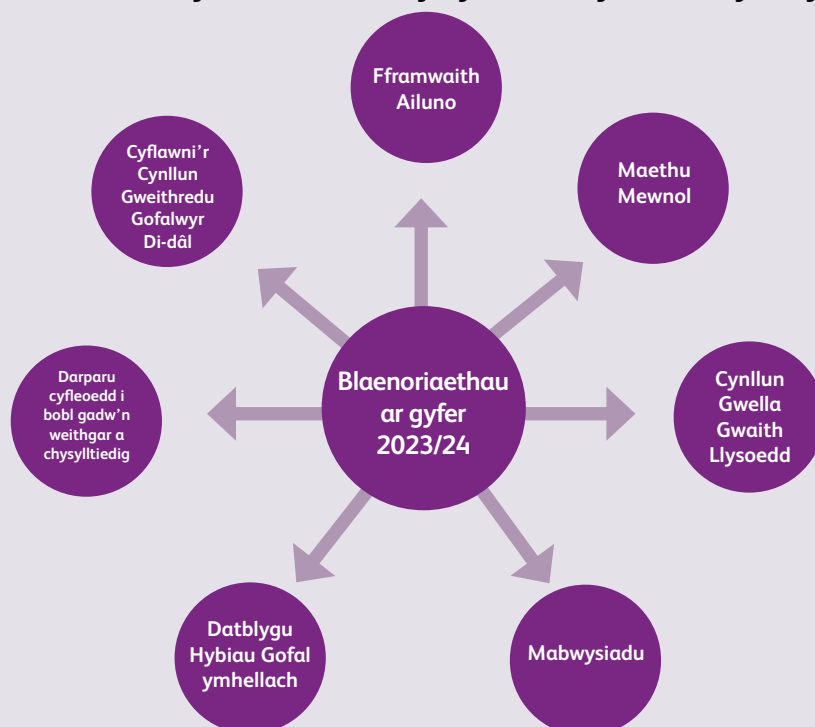 Fframwaith
Ailuno
Maethu
Mewnol
Cyflawni'r
Cynllun
Gweithredu
Gofalwyr
Di-dâl
Blaenoriaethau
ar gyfer
2023/24
Cynllun
Gwella
Gwaith
Llysoedd
Darparu
cyfleoedd i
bobl gadw'n
weithgar a
chysylltiedig
Datblygu
Hybiau Gofal
ymhellach
Mabwysiadu